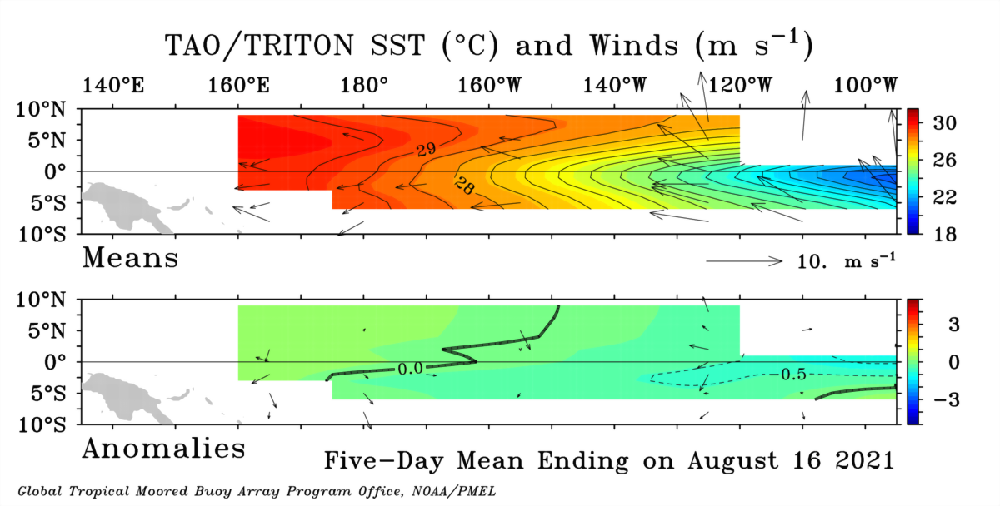 TAO/TRITON SST (°C) and Winds (m s⁻¹)
140°E 160°E 180° 160°W 140°W 120°W 100°W
10°N
5°N
0°
5°S
10°S
29
28
30
26
22
18
Means
10. m s⁻¹
10°N
5°N
0°
5°S
10°S
0.0
−0.5
3
0
−3
Anomalies
Five−Day Mean Ending on August 16 2021
Global Tropical Moored Buoy Array Program Office, NOAA/PMEL